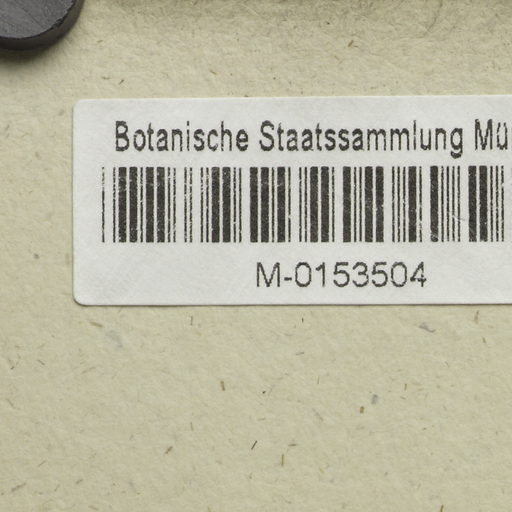 Botanische Staatssammlung Mü
M-0153504